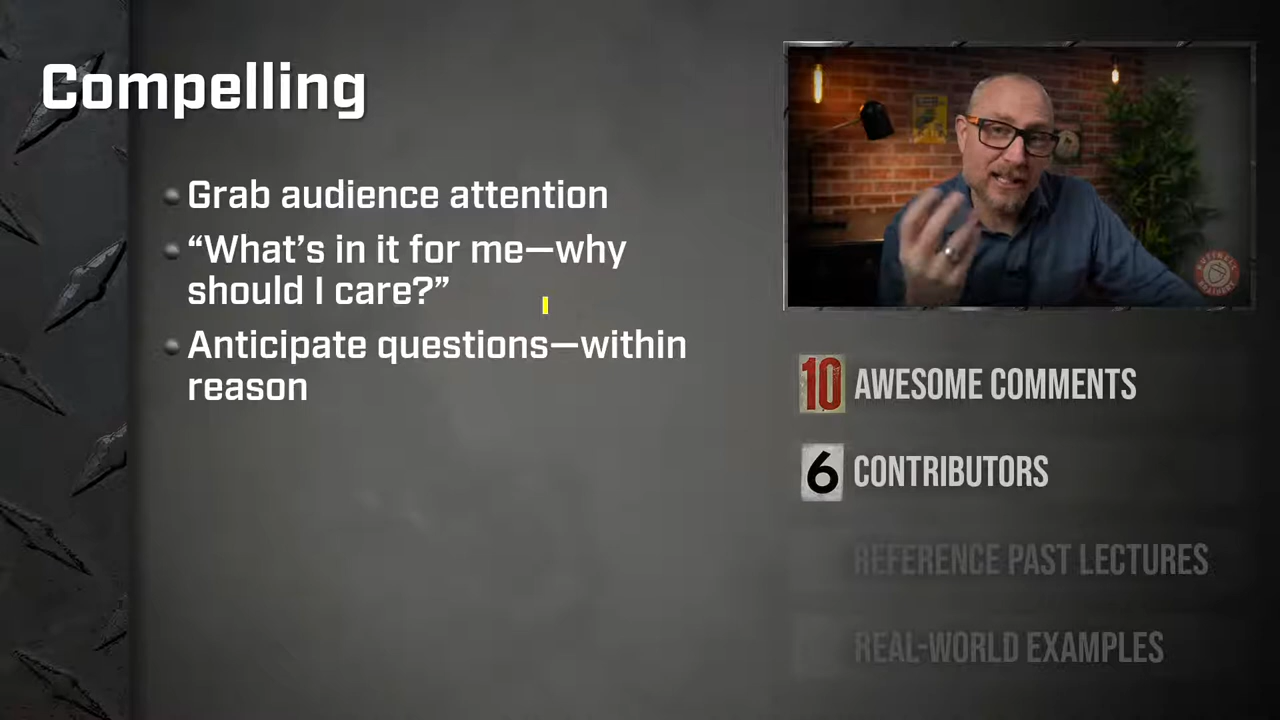 Compelling
Grab audience attention
“What’s in it for me—why
should I care?”
Anticipate questions—within
reason
10 AWESOME COMMENTS
6 CONTRIBUTORS
REFERENCE PAST LECTURES
REAL-WORLD EXAMPLES